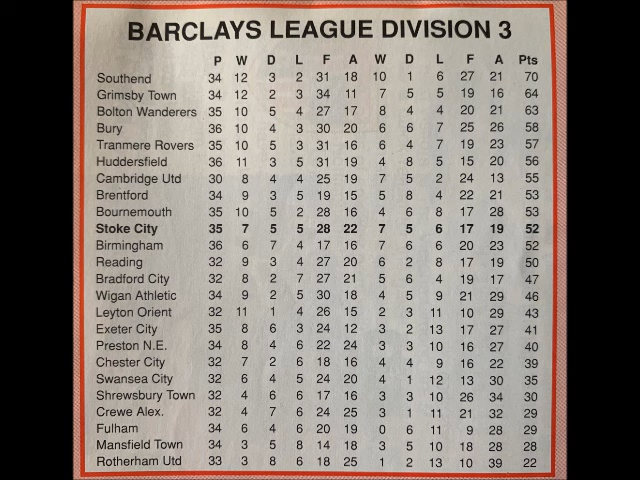 BARCLAYS LEAGUE DIVISION 3
P W D L F A W D L F A Pts
Southend 34 12 3 2 31 18 10 1 6 27 21 70
Grimsby Town 34 12 2 3 34 11 7 5 5 19 16 64
Bolton Wanderers 35 10 5 4 27 17 8 4 4 20 21 63
Bury 36 10 4 3 30 20 6 6 7 25 26 58
Tranmere Rovers 35 10 5 3 31 16 6 4 7 19 23 57
Huddersfield 36 11 3 5 31 19 4 8 5 15 20 56
Cambridge Utd 30 8 4 4 25 19 7 5 2 24 13 55
Brentford 34 9 3 5 19 15 5 8 4 22 21 53
Bournemouth 35 10 5 2 28 16 4 6 8 17 28 53
Stoke City 35 7 5 5 28 22 7 5 6 17 19 52
Birmingham 36 6 7 4 17 16 7 6 6 20 23 52
Reading 32 9 3 4 27 20 6 2 8 17 19 50
Bradford City 32 8 2 7 27 21 5 6 4 19 17 47
Wigan Athletic 34 9 2 5 30 18 4 5 9 21 29 46
Leyton Orient 32 11 1 4 26 15 2 3 11 10 29 43
Exeter City 35 8 6 3 24 12 3 2 13 17 27 41
Preston N.E. 34 8 4 6 22 24 3 3 10 16 27 40
Chester City 32 7 2 6 18 16 4 4 9 16 22 39
Swansea City 32 6 4 5 24 20 4 1 12 13 30 35
Shrewsbury Town 32 4 6 6 17 16 3 3 10 26 34 30
Crewe Alex. 32 4 7 6 24 25 3 1 11 21 32 29
Fulham 34 6 4 6 20 19 0 6 11 9 28 29
Mansfield Town 34 3 5 8 14 18 3 5 10 18 28 28
Rotherham Utd 33 3 8 6 18 25 1 2 13 10 39 22